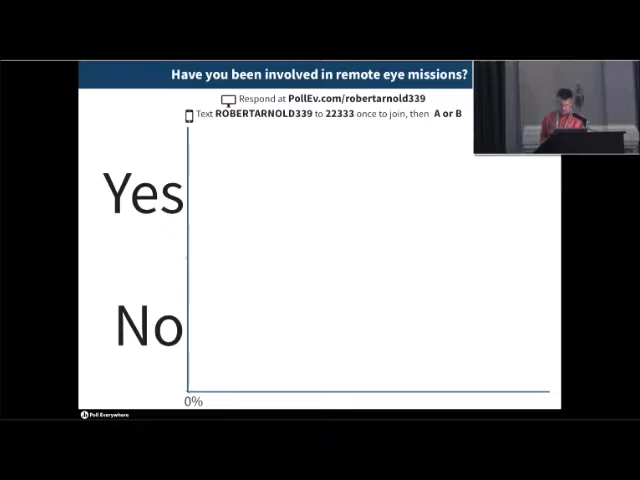 Have you been involved in remote eye missions?
Respond at PollEv.com/robertarnold339
Text ROBERTARNOLD339 to 22333 once to join, then A or B
Yes
No
0%
Poll Everywhere